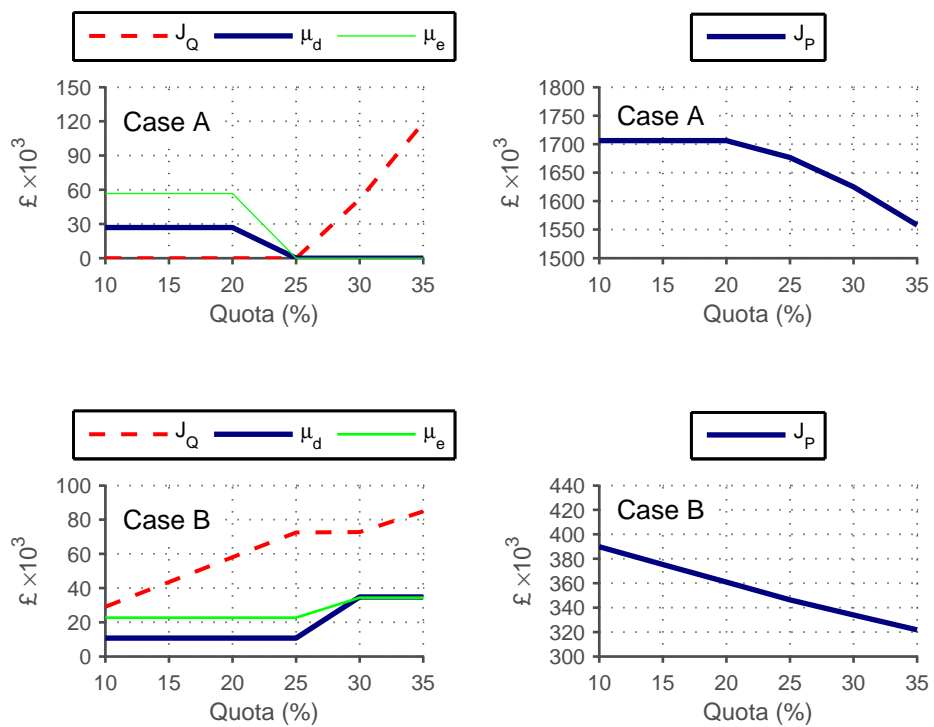 J_Q μ_d μ_e
J_P
£ ×10^3
150
120
90
60
30
0
Case A
10 15 20 25 30 35
Quota (%)
£ ×10^3
1800
1750
1700
1650
1600
1550
1500
Case A
10 15 20 25 30 35
Quota (%)
J_Q μ_d μ_e
J_P
£ ×10^3
100
80
60
40
20
0
Case B
10 15 20 25 30 35
Quota (%)
£ ×10^3
440
420
400
380
360
340
320
300
Case B
10 15 20 25 30 35
Quota (%)